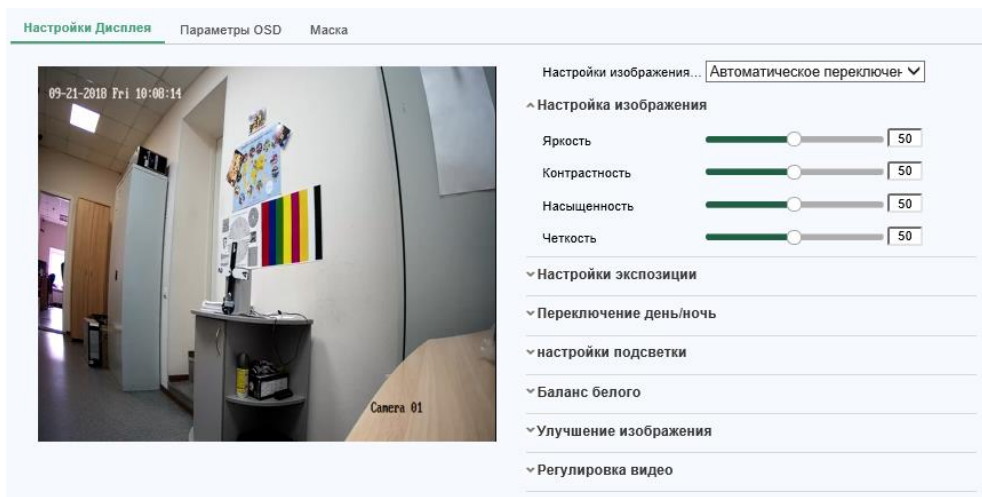 Настройки Дисплея Параметры OSD Маска
09-21-2018 Fri 10:08:14
Camera 01
Настройки изображения... Автоматическое переключен
Настройка изображения
Яркость 50
Контрастность 50
Насыщенность 50
Четкость 50
Настройки экспозиции
Переключение день/ночь
настройки подсветки
Баланс белого
Улучшение изображения
Регулировка видео